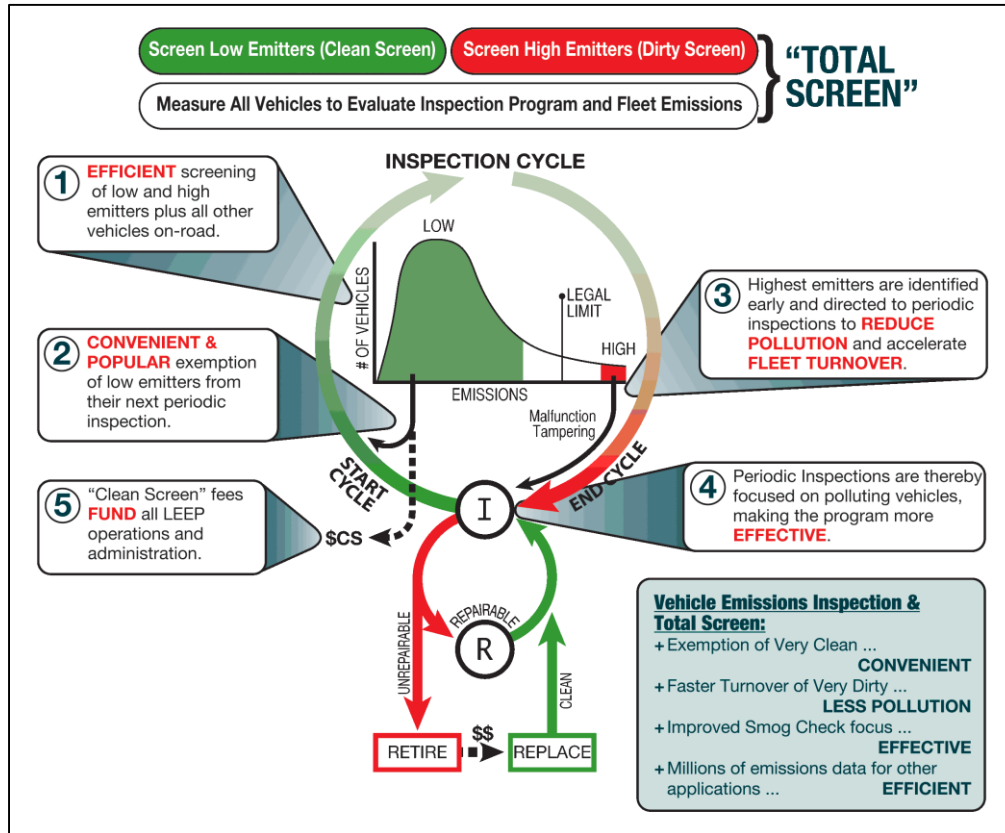 Screen Low Emitters (Clean Screen)
Screen High Emitters (Dirty Screen)
Measure All Vehicles to Evaluate Inspection Program and Fleet Emissions
“TOTAL
SCREEN”
INSPECTION CYCLE
1
EFFICIENT screening
of low and high
emitters plus all other
vehicles on-road.
2
CONVENIENT &
POPULAR exemption
of low emitters from
their next periodic
inspection.
5
“Clean Screen” fees
FUND all LEEP
operations and
administration.
# OF VEHICLES
LOW
LEGAL
LIMIT
HIGH
EMISSIONS
Malfunction
Tampering
START
CYCLE
END CYCLE
$CS
I
3
Highest emitters are identified
early and directed to periodic
inspections to REDUCE
POLLUTION and accelerate
FLEET TURNOVER.
4
Periodic Inspections are thereby
focused on polluting vehicles,
making the program more
EFFECTIVE.
UNREPAIRABLE
REPAIRABLE
R
CLEAN
RETIRE
$$
REPLACE
Vehicle Emissions Inspection &
Total Screen:
+ Exemption of Very Clean ...
CONVENIENT
+ Faster Turnover of Very Dirty ...
LESS POLLUTION
+ Improved Smog Check focus ...
EFFECTIVE
+ Millions of emissions data for other
applications ... EFFICIENT